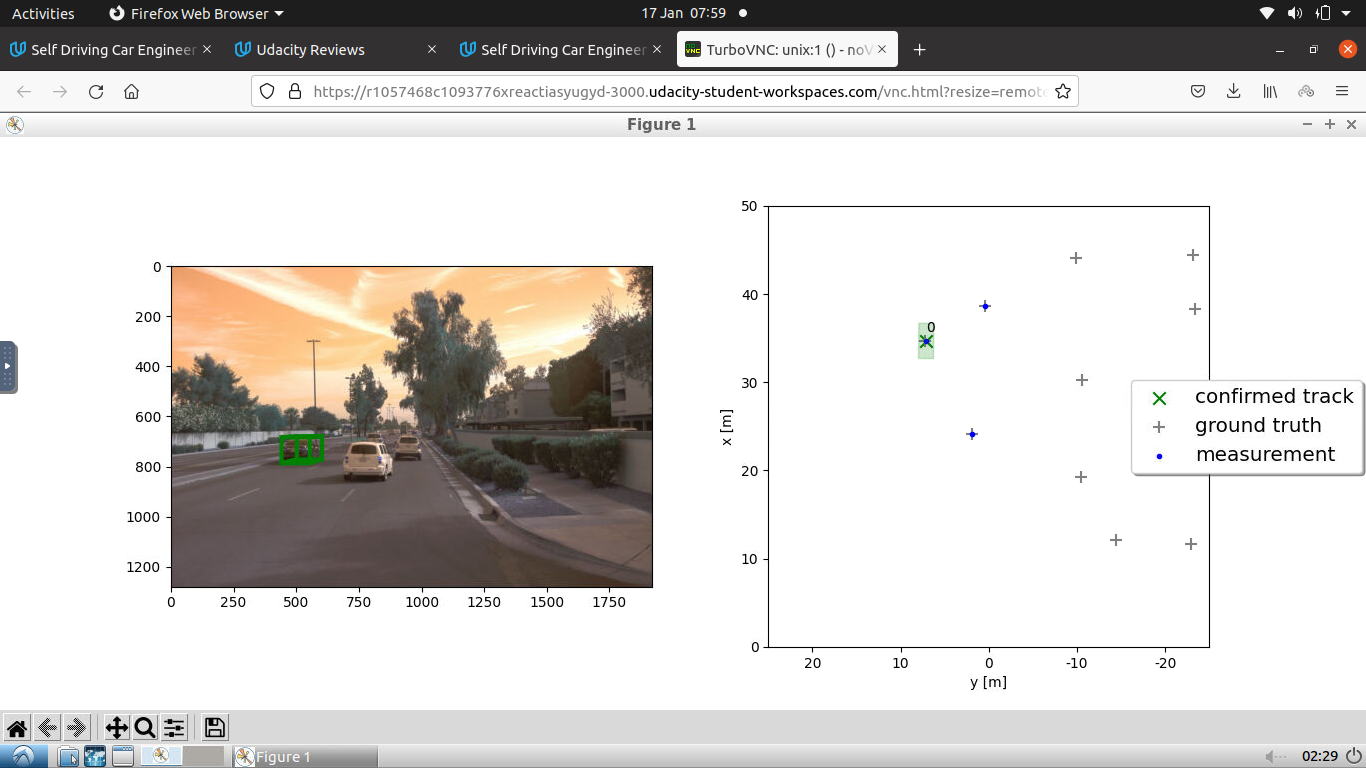 Activities Firefox Web Browser 17 Jan 07:59
Self Driving Car Engineer Udacity Reviews Self Driving Car Engineer TurboVNC: unix:1 () - noV
https://r1057468c1093776xreactiasyugyd-3000.udacity-student-workspaces.com/vnc.html?resize=remote
Figure 1
0
200
400
600
800
1000
1200
0 250 500 750 1000 1250 1500 1750
50
40
30
20
10
0
x [m]
0
20 10 0 -10 -20
y [m]
confirmed track
ground truth
measurement
Figure 1 02:29